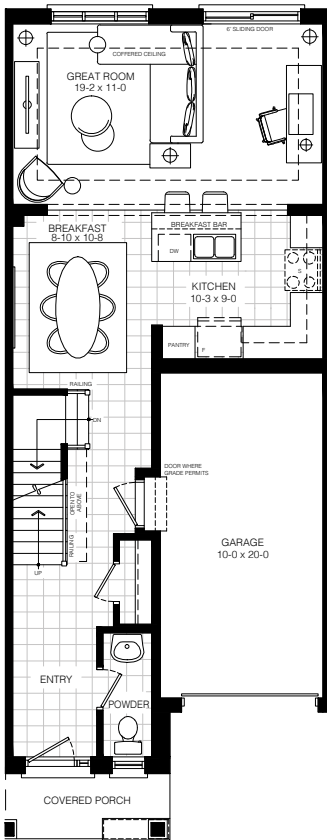 6' SLIDING DOOR
COFFERED CEILING
GREAT ROOM
19-2 x 11-0
BREAKFAST BAR
BREAKFAST
8-10 x 10-8
DW
KITCHEN
10-3 x 9-0
S
PANTRY
F
RAILING
DN
DOOR WHERE
GRADE PERMITS
OPEN TO
ABOVE
RAILING
UP
GARAGE
10-0 x 20-0
ENTRY
POWDER
COVERED PORCH